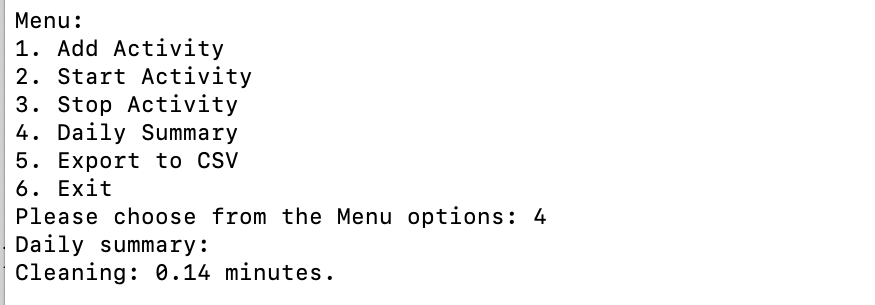 Menu:
1. Add Activity
2. Start Activity
3. Stop Activity
4. Daily Summary
5. Export to CSV
6. Exit
Please choose from the Menu options: 4
Daily summary:
Cleaning: 0.14 minutes.